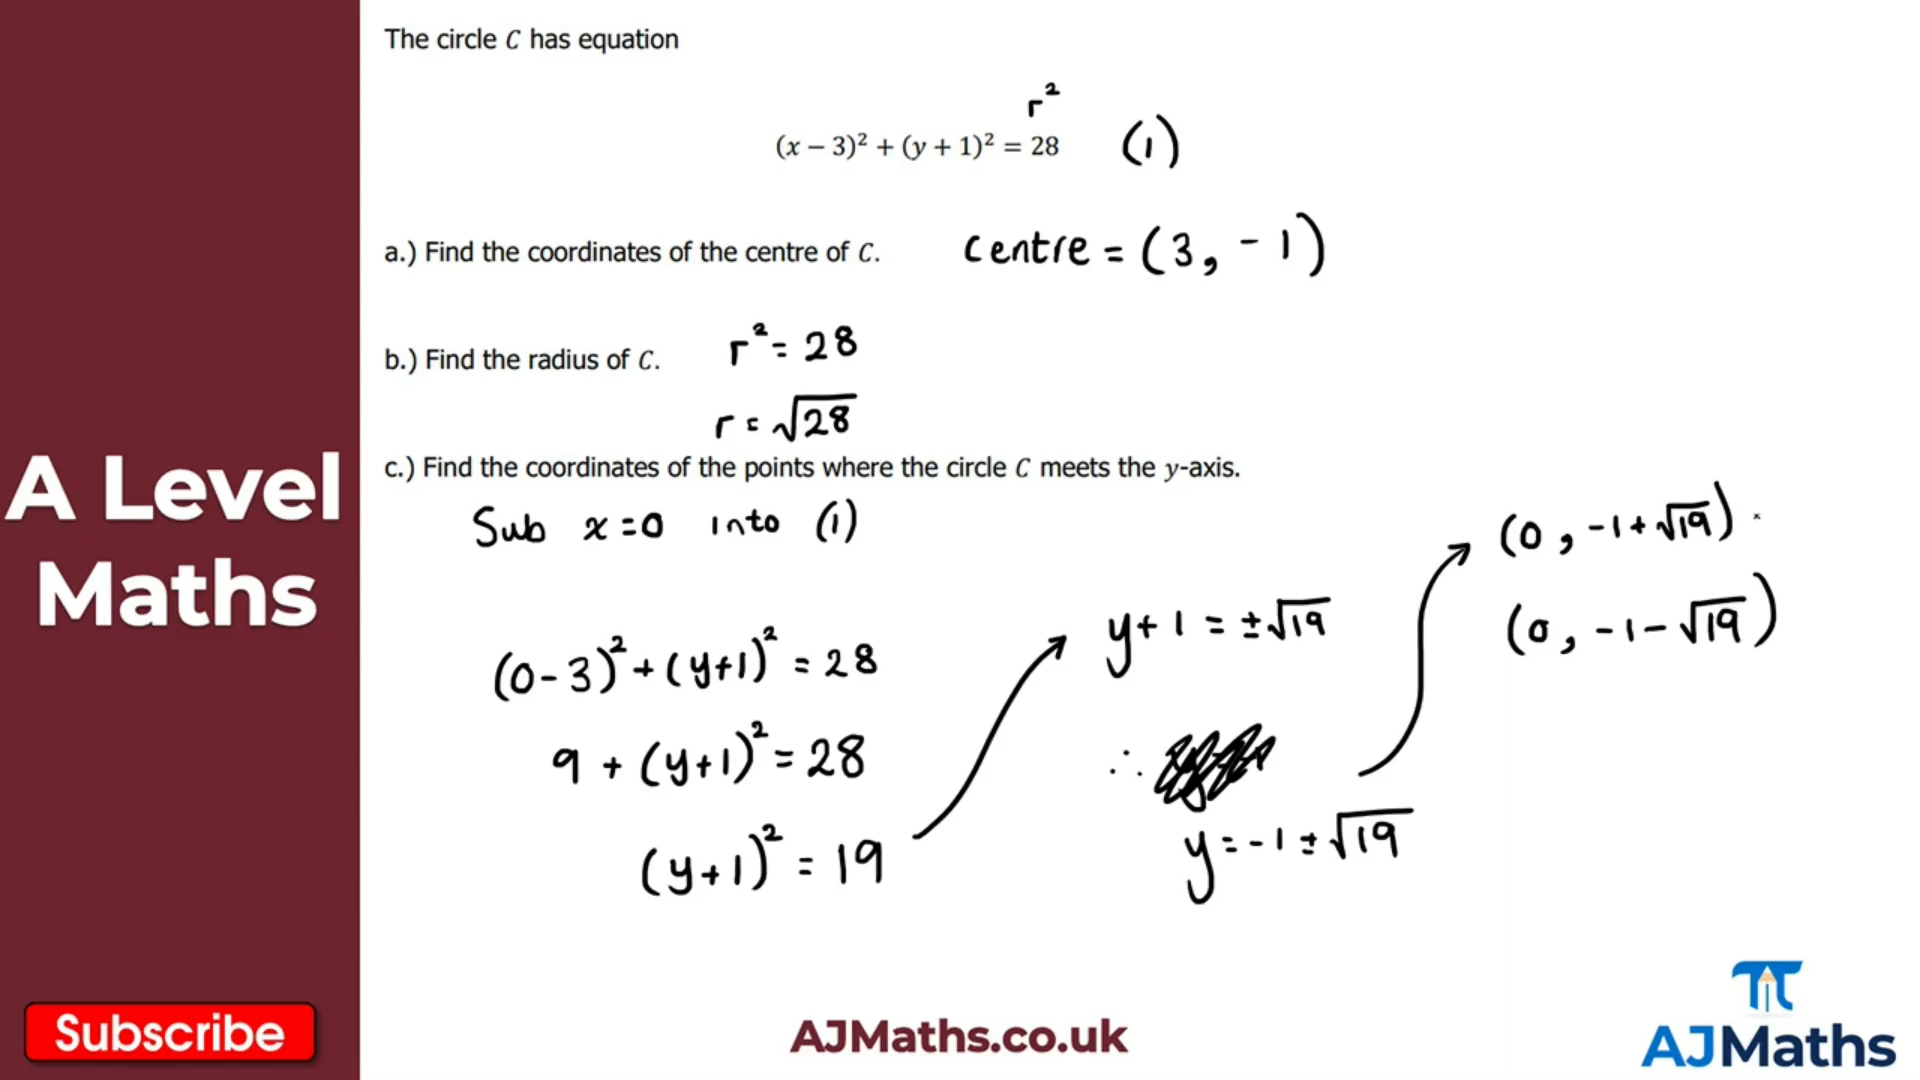 The circle C has equation
r²
(x − 3)² + (y + 1)² = 28 (1)
a.) Find the coordinates of the centre of C. centre = (3, -1)
b.) Find the radius of C. r² = 28
r = √28
c.) Find the coordinates of the points where the circle C meets the y-axis.
Sub x=0 into (1)
(0-3)² + (y+1)² = 28
9 + (y+1)² = 28
(y+1)² = 19
y+1 = ±√19
∴
y = -1 ± √19
(0, -1+√19)
(0, -1-√19)
A Level
Maths
Subscribe
AJMaths.co.uk
AJMaths